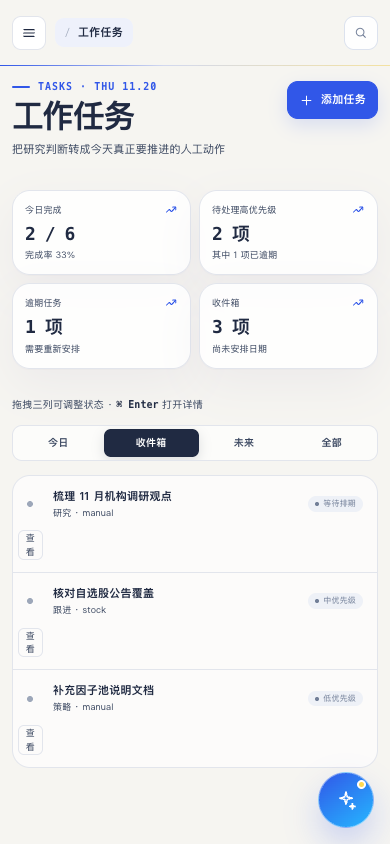 / 工作任务
TASKS · THU 11.20
工作任务
把研究判断转成今天真正要推进的人工动作
添加任务
今日完成
2 / 6
完成率 33%
待处理高优先级
2 项
其中 1 项已逾期
逾期任务
1 项
需要重新安排
收件箱
3 项
尚未安排日期
拖拽三列可调整状态 · ⌘ Enter 打开详情
今日 收件箱 未来 全部
梳理 11 月机构调研观点
研究 · manual
等待排期
查看
核对自选股公告覆盖
跟进 · stock
中优先级
查看
补充因子池说明文档
策略 · manual
低优先级
查看